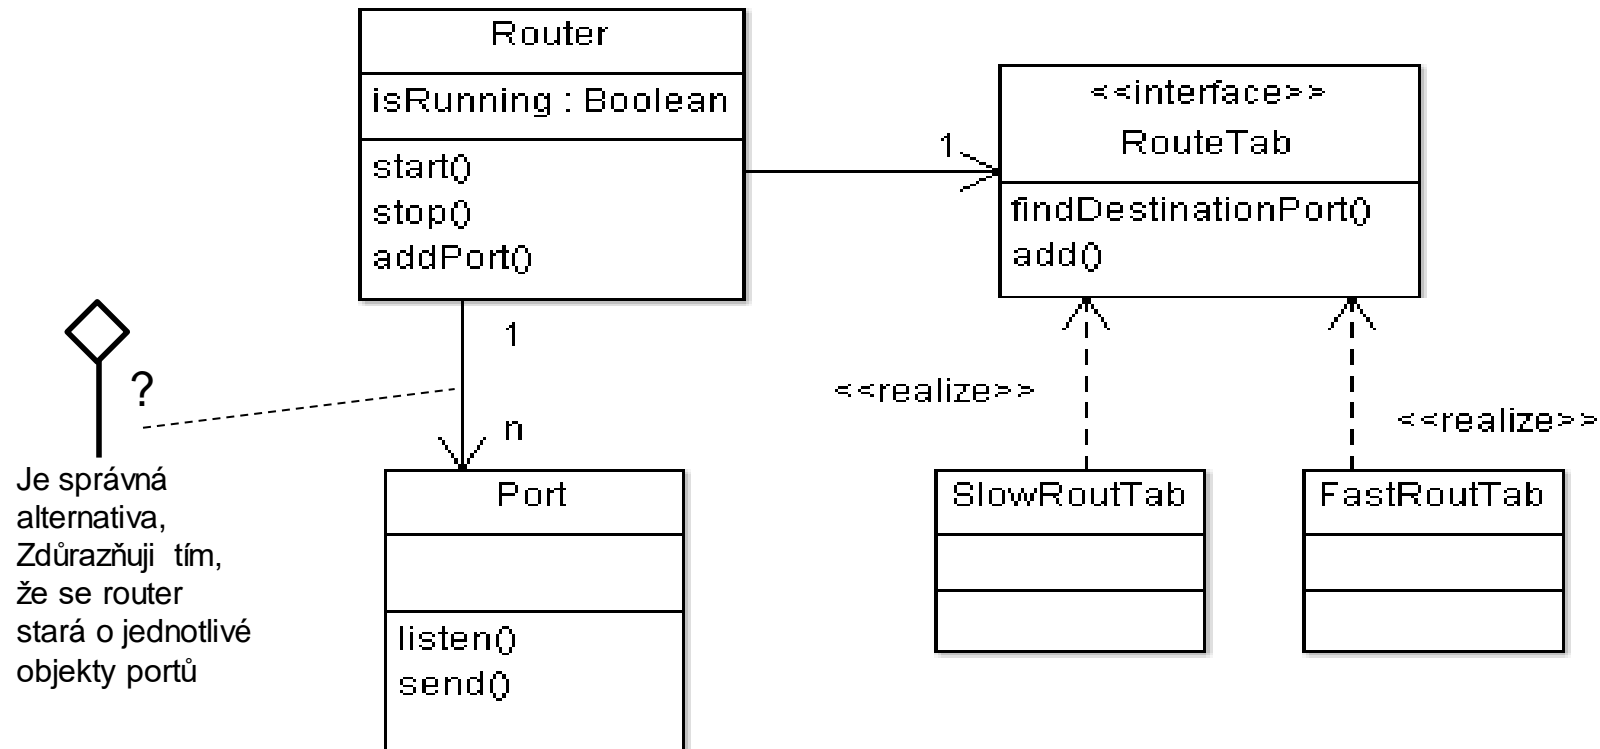 Router
isRunning : Boolean
start()
stop()
addPort()
1
<<interface>>
RouteTab
findDestinationPort()
add()
1
n
?
Je správná
alternativa,
Zdůrazňuji tím,
že se router
stará o jednotlivé
objekty portů
<<realize>>
<<realize>>
Port
listen()
send()
SlowRoutTab
FastRoutTab